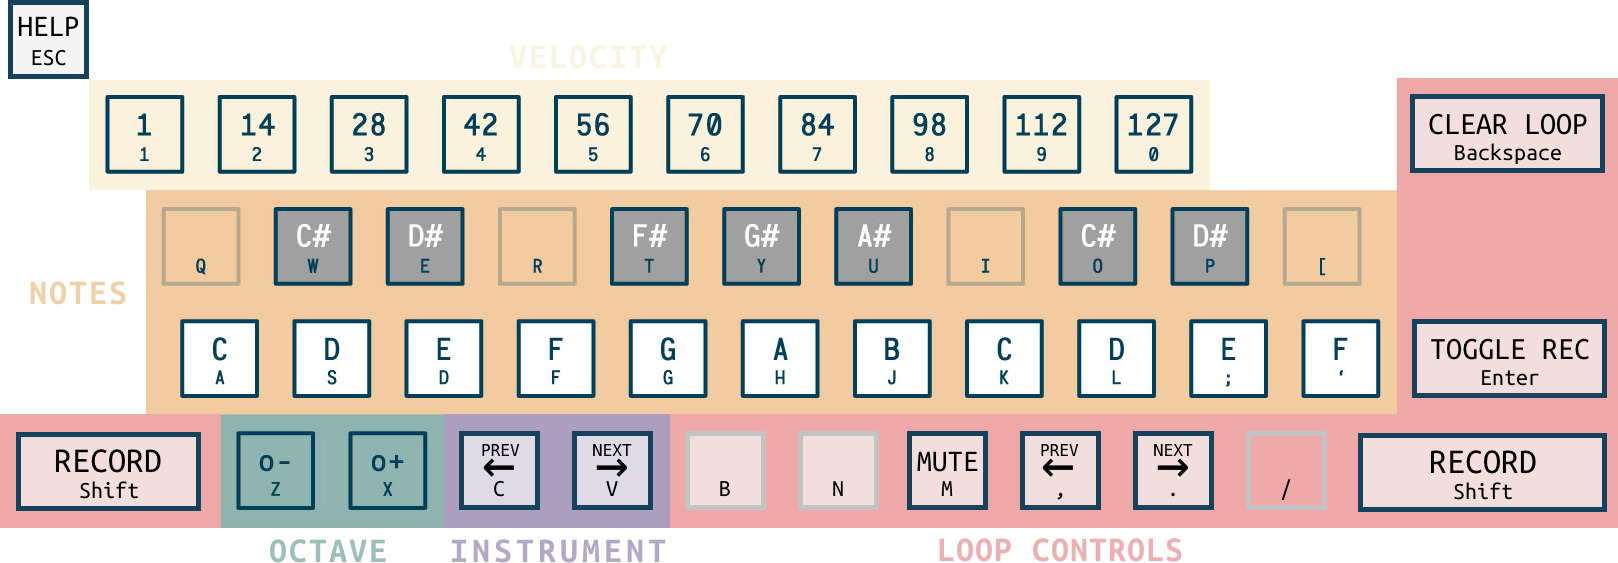 HELP
ESC
VELOCITY
1 14 28 42 56 70 84 98 112 127
1 2 3 4 5 6 7 8 9 0
CLEAR LOOP
Backspace
C# D# F# G# A# C# D#
Q W E R T Y U I O P [
NOTES
C D E F G A B C D E F
A S D F G H J K L ; ‘
TOGGLE REC
Enter
RECORD
Shift
o- o+
Z X
PREV NEXT
← →
C V
B N
MUTE
M
PREV NEXT
← →
, .
/
RECORD
Shift
OCTAVE INSTRUMENT LOOP CONTROLS